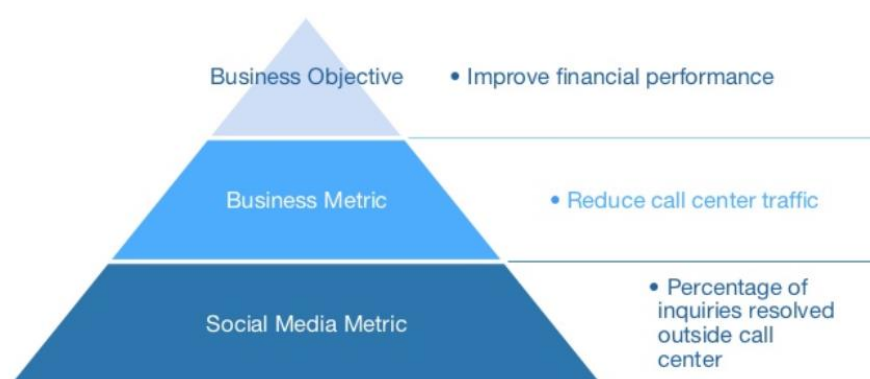 Business Objective
• Improve financial performance
Business Metric
• Reduce call center traffic
Social Media Metric
• Percentage of
inquiries resolved
outside call
center